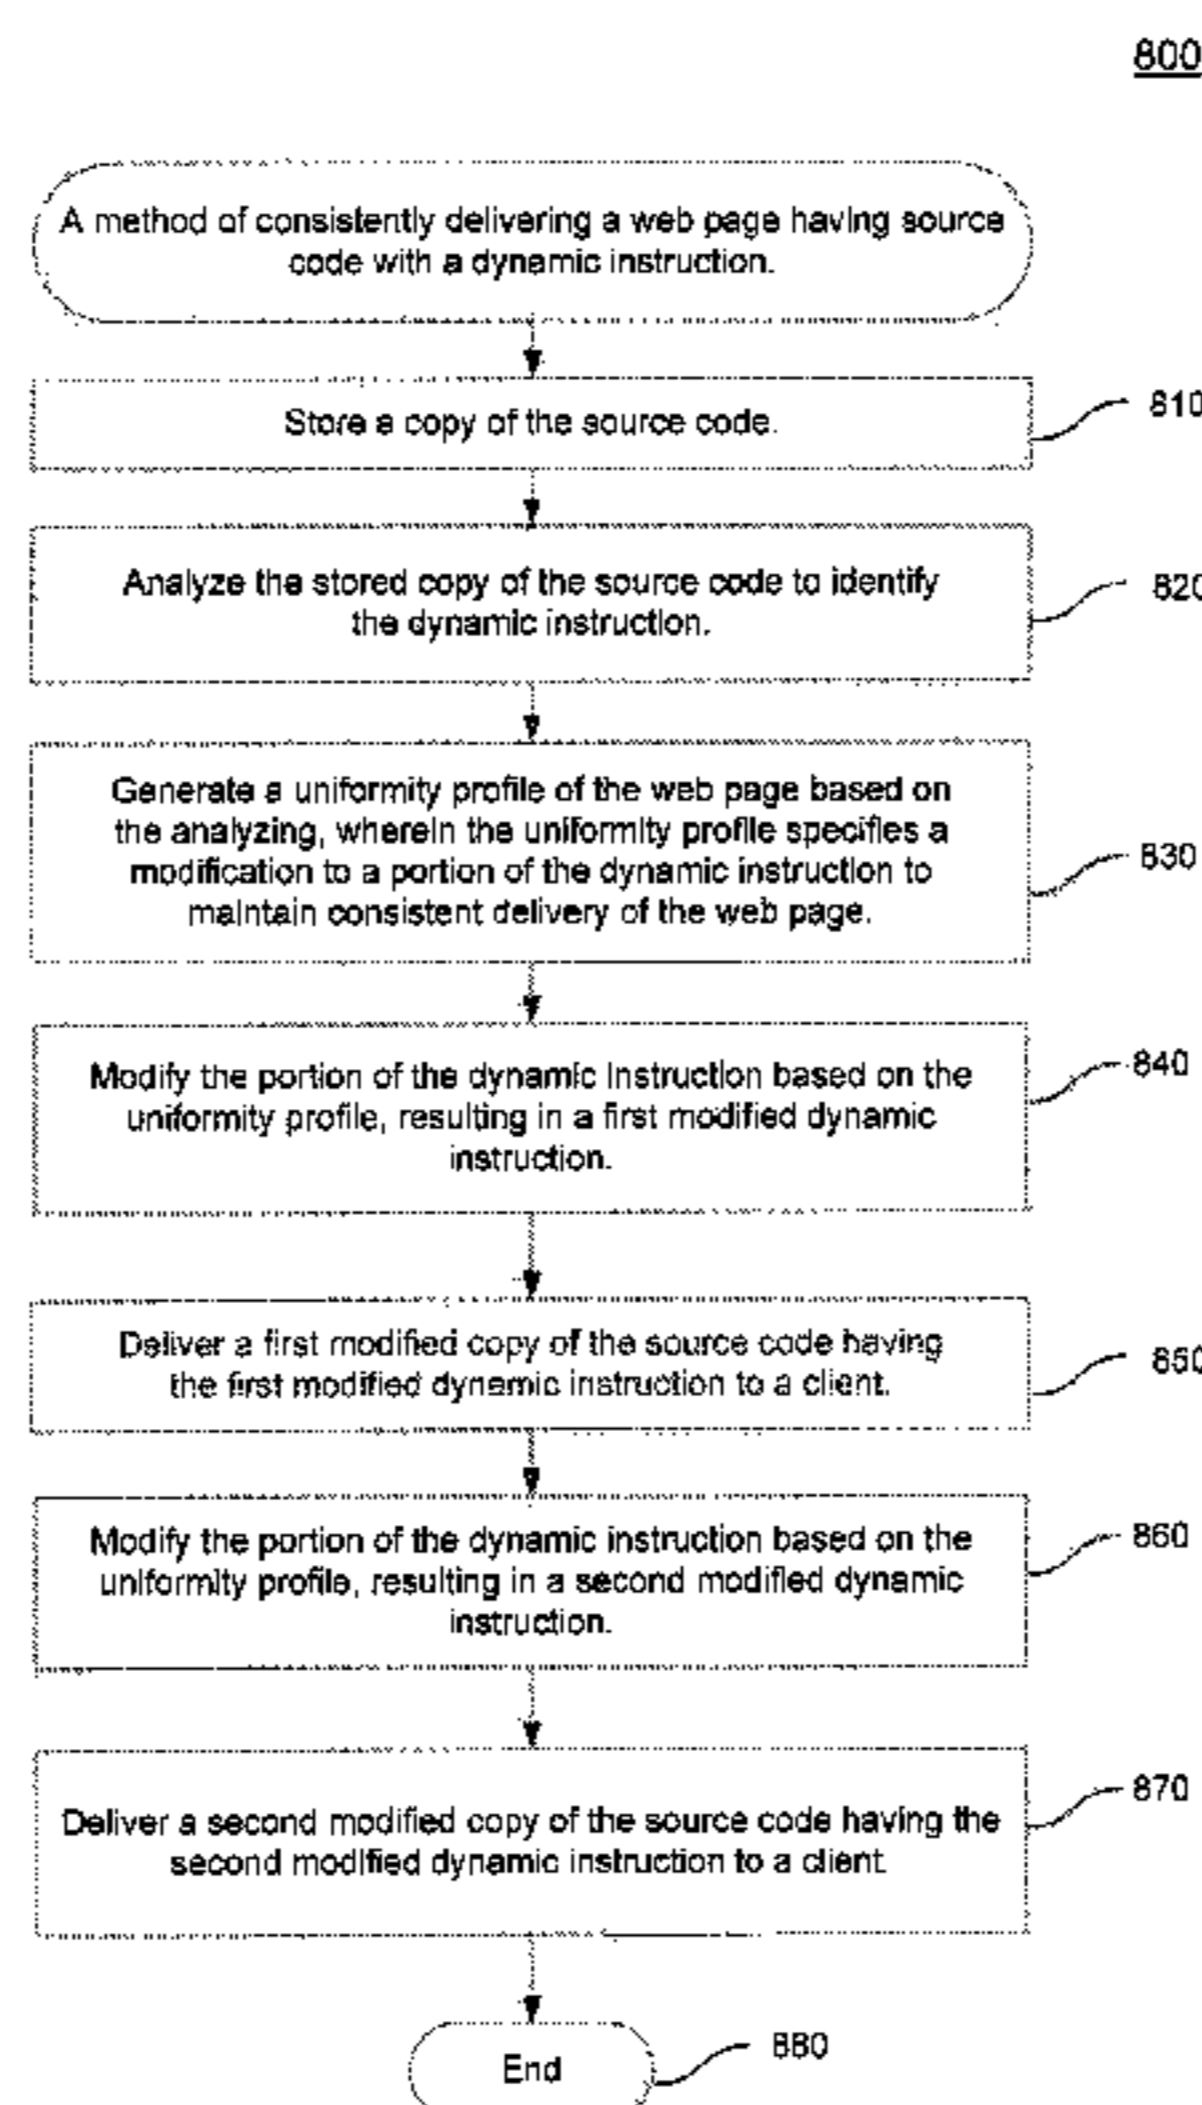 800
A method of consistently delivering a web page having source
code with a dynamic instruction.
Store a copy of the source code.
810
Analyze the stored copy of the source code to identify
the dynamic instruction.
820
Generate a uniformity profile of the web page based on
the analyzing, wherein the uniformity profile specifies a
modification to a portion of the dynamic instruction to
maintain consistent delivery of the web page.
830
Modify the portion of the dynamic instruction based on the
uniformity profile, resulting in a first modified dynamic
instruction.
840
Deliver a first modified copy of the source code having
the first modified dynamic instruction to a client.
850
Modify the portion of the dynamic instruction based on the
uniformity profile, resulting in a second modified dynamic
instruction.
860
Deliver a second modified copy of the source code having the
second modified dynamic instruction to a client
870
End
880